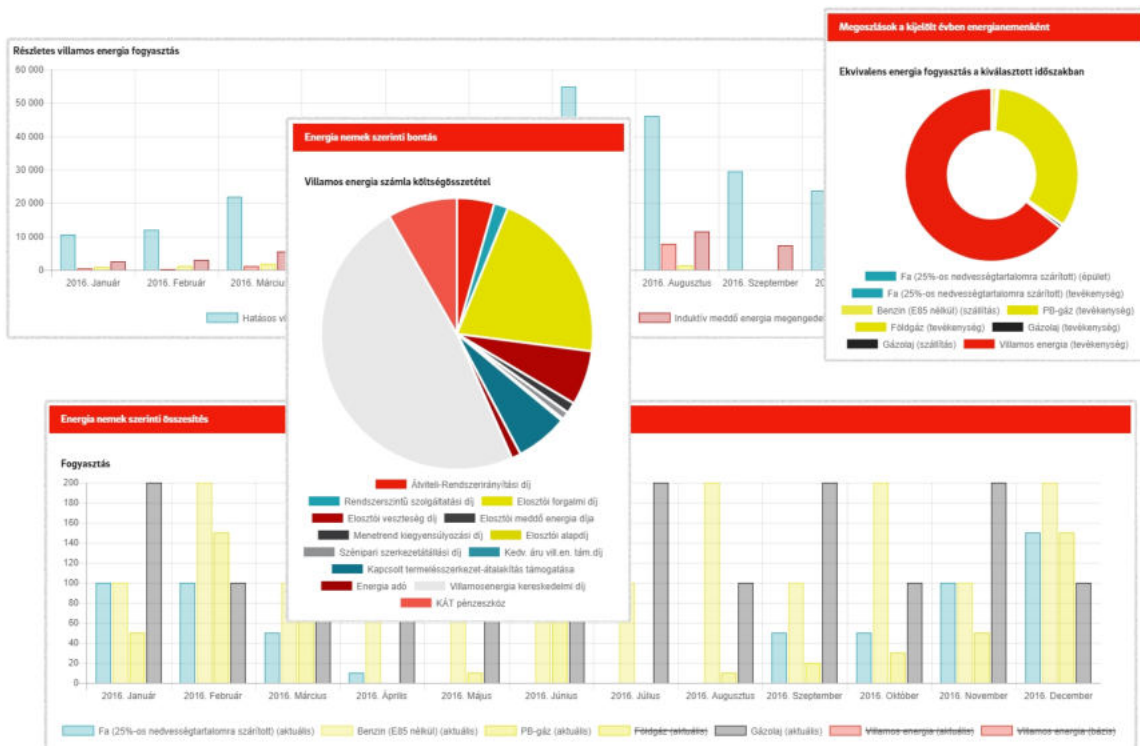 Megoszlások a kijelölt évben energianemenként
Ekvivalens energia fogyasztás a kiválasztott időszakban
Fa (25%-os nedvességtartalomra szárított) (épület)
Fa (25%-os nedvességtartalomra szárított) (tevékenység)
Benzin (E85 nélkül) (szállítás) PB-gáz (tevékenység)
Földgáz (tevékenység) Gázolaj (tevékenység)
Gázolaj (szállítás) Villamos energia (tevékenység)
Részletes villamos energia fogyasztás
60 000
50 000
40 000
30 000
20 000
10 000
0
2016. Január 2016. Február 2016. Március 2016. Augusztus 2016. Szeptember
Hatásos Induktív meddő energia
Energia nemek szerinti bontás
Villamos energia számla költségösszetétel
Átviteli-Rendszerirányítási díj
Rendszerszintű szolgáltatási díj Elosztói forgalmi díj
Elosztói veszteség díj Elosztói meddő energia díja
Menetrend kiegyensúlyozási díj Elosztói alapdíj
Szénipari szerkezetátállási díj Kedv. áru vill.en. tám.díj
Kapcsolt termelésszerkezet-átalakítás támogatása
Energia adó Villamosenergia kereskedelmi díj
KÁT pénzeszköz
Energia nemek szerinti összesítés
Fogyasztás
200
180
160
140
120
100
80
60
40
20
0
2016. Január 2016. Február 2016. Március 2016. Április 2016. Május 2016. Június 2016. Július 2016. Augusztus 2016. Szeptember 2016. Október 2016. November 2016. December
Fa (25%-os nedvességtartalomra szárított) (aktuális) Benzin (E85 nélkül) (aktuális) PB-gáz (aktuális) Földgáz (aktuális) Gázolaj (aktuális) Villamos energia (aktuális) Villamos energia (bázis)